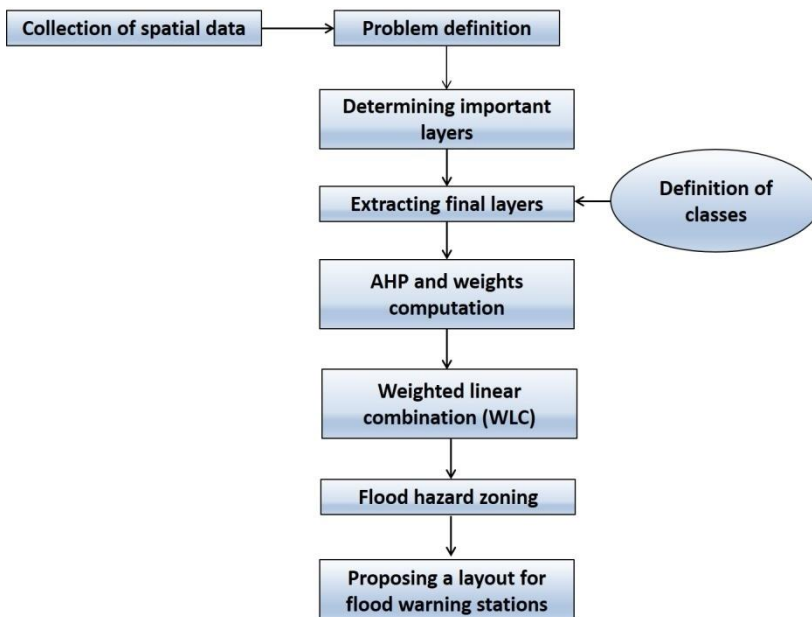 Collection of spatial data
Problem definition
Determining important
layers
Extracting final layers
Definition of
classes
AHP and weights
computation
Weighted linear
combination (WLC)
Flood hazard zoning
Proposing a layout for
flood warning stations